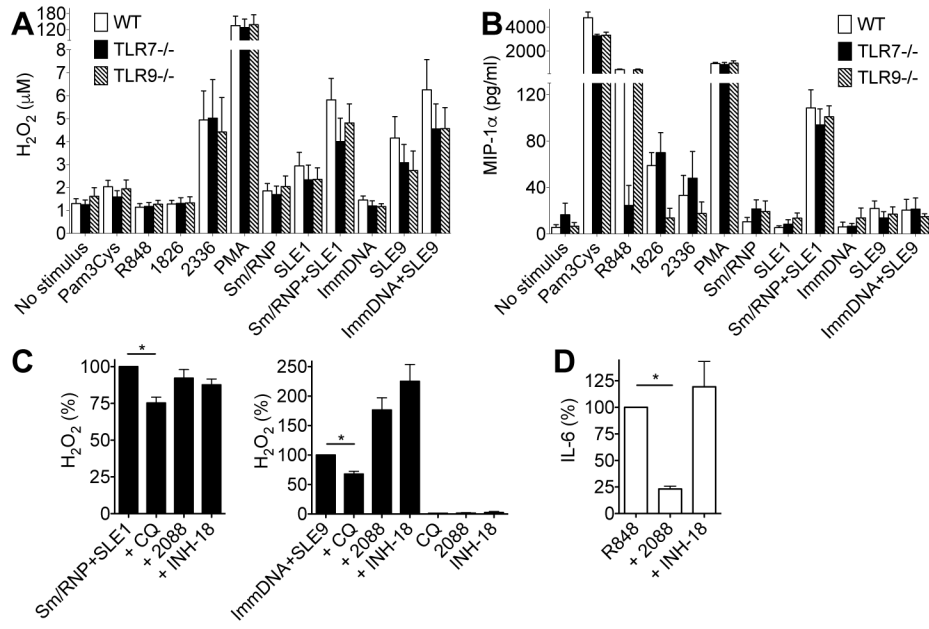 A
H₂O₂ (μM)
180
120
60
8
7
6
5
4
3
2
1
0
WT
TLR7-/-
TLR9-/-
No stimulus
Pam3Cys
R848
1826
2336
PMA
Sm/RNP
SLE1
Sm/RNP+SLE1
ImmDNA
SLE9
ImmDNA+SLE9
B
MIP-1α (pg/ml)
4000
2000
120
80
40
0
WT
TLR7-/-
TLR9-/-
No stimulus
Pam3Cys
R848
1826
2336
PMA
Sm/RNP
SLE1
Sm/RNP+SLE1
ImmDNA
SLE9
ImmDNA+SLE9
C
H₂O₂ (%)
100
75
50
25
0
*
Sm/RNP+SLE1
+ CQ
+ 2088
+ INH-18
H₂O₂ (%)
250
200
150
100
50
0
*
ImmDNA+SLE9
+ CQ
+ 2088
+ INH-18
CQ
2088
INH-18
D
IL-6 (%)
125
100
75
50
25
0
*
R848
+ 2088
+ INH-18